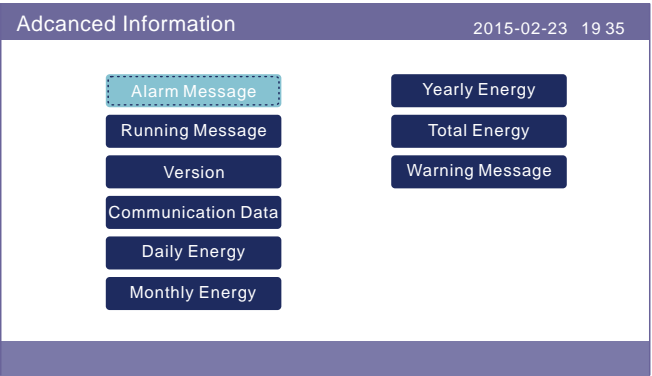 Adcanced Information
2015-02-23 19 35
Alarm Message
Running Message
Version
Communication Data
Daily Energy
Monthly Energy
Yearly Energy
Total Energy
Warning Message